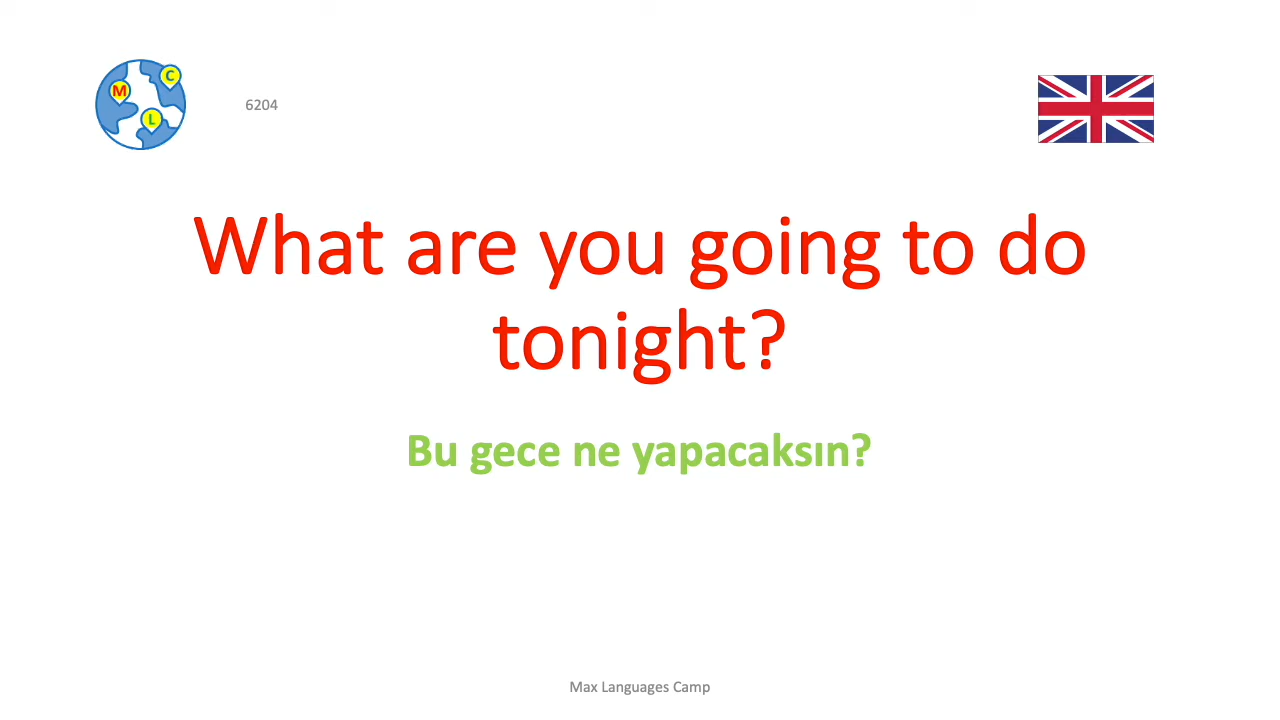 M
C
L
6204
What are you going to do
tonight?
Bu gece ne yapacaksın?
Max Languages Camp